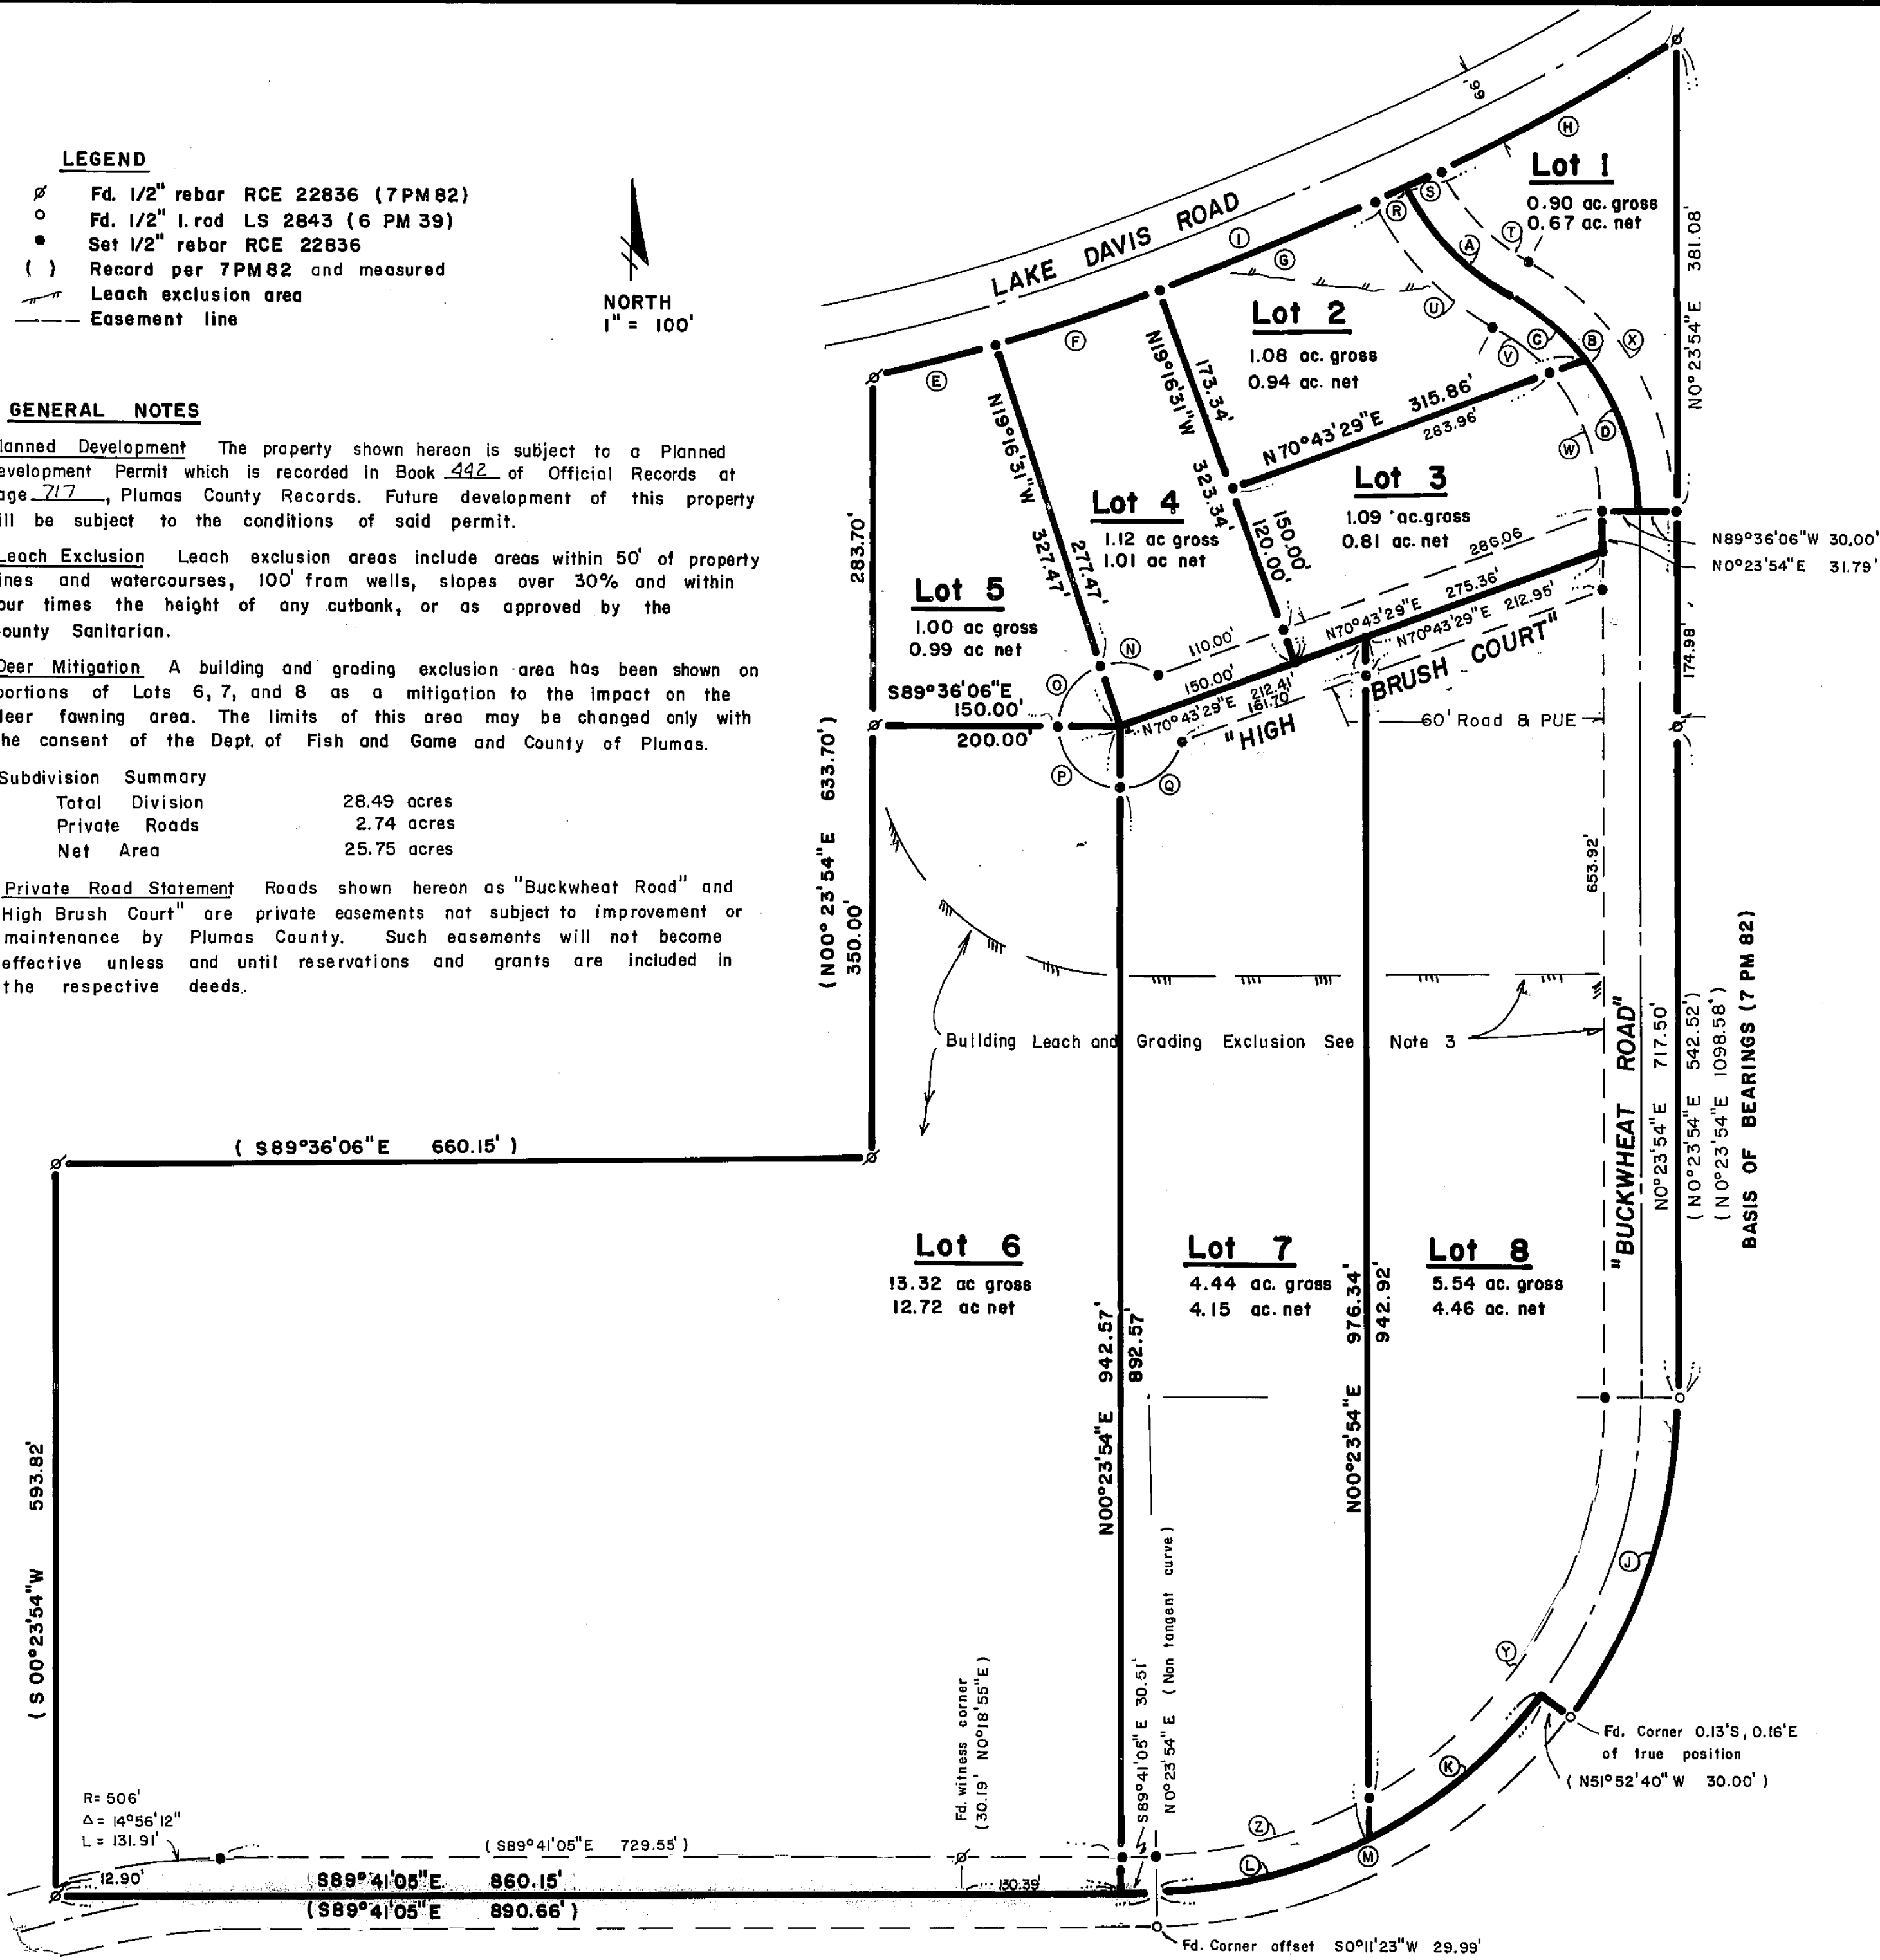 LEGEND
Fd. 1/2" rebar RCE 22836 (7PM82)
Fd. 1/2" I. rod LS 2843 (6 PM 39)
Set 1/2" rebar RCE 22836
( ) Record per 7PM82 and measured
Leach exclusion area
Easement line
NORTH
1" = 100'
GENERAL NOTES
lanned Development The property shown hereon is subject to a Planned
evelopment Permit which is recorded in Book 442 of Official Records at
age 717, Plumas County Records. Future development of this property
ill be subject to the conditions of said permit.
Leach Exclusion Leach exclusion areas include areas within 50' of property
ines and watercourses, 100' from wells, slopes over 30% and within
our times the height of any cutbank, or as approved by the
ounty Sanitarian.
Deer Mitigation A building and grading exclusion area has been shown on
portions of Lots 6, 7, and 8 as a mitigation to the impact on the
deer fawning area. The limits of this area may be changed only with
the consent of the Dept. of Fish and Game and County of Plumas.
Subdivision Summary
Total Division 28.49 acres
Private Roads 2.74 acres
Net Area 25.75 acres
Private Road Statement Roads shown hereon as "Buckwheat Road" and
High Brush Court" are private easements not subject to improvement or
maintenance by Plumas County. Such easements will not become
effective unless and until reservations and grants are included in
the respective deeds.
66'
LAKE DAVIS ROAD
H
Lot 1
0.90 ac. gross
0.67 ac. net
R
S
A
T
I
G
U
V
C
B
X
N0°23'54"E 381.08'
Lot 2
1.08 ac. gross
0.94 ac. net
E
F
N19°16'31"W
173.34'
323.34'
N70°43'29"E 315.86'
283.96'
W
D
N19°16'31"W 327.47'
277.47'
Lot 4
1.12 ac gross
1.01 ac net
150.00'
120.00'
Lot 3
1.09 ac.gross
0.81 ac. net
286.06
N89°36'06"W 30.00'
N0°23'54"E 31.79'
283.70'
Lot 5
1.00 ac gross
0.99 ac net
N
O
P
Q
110.00'
150.00'
N70°43'29"E 275.36'
N70°43'29"E 212.95'
N70°43'29"E 212.41'
161.70'
"HIGH BRUSH COURT"
60' Road & PUE
174.98'
S89°36'06"E
150.00'
200.00'
(N00°23'54"E 633.70')
350.00'
653.92'
Building Leach and Grading Exclusion See Note 3
"BUCKWHEAT ROAD"
N0°23'54"E 717.50'
(N0°23'54"E 542.52')
(N0°23'54"E 1098.58')
BASIS OF BEARINGS (7 PM 82)
( S89°36'06"E 660.15' )
Lot 6
13.32 ac gross
12.72 ac net
Lot 7
4.44 ac. gross
4.15 ac. net
Lot 8
5.54 ac. gross
4.46 ac. net
N00°23'54"E 942.57'
892.57'
N00°23'54"E 976.34'
942.92'
( S 00°23'54"W 593.82'
J
Y
K
Z
L
M
Fd. witness corner
(30.19' N0°18'55"E)
S89°41'05"E 30.51'
N0°23'54"E (Non tangent curve)
Fd. Corner 0.13'S, 0.16'E
of true position
( N51°52'40"W 30.00' )
R= 506'
Δ= 14°56'12"
L= 131.91'
12.90'
( S89°41'05"E 729.55' )
S89°41'05"E 860.15'
130.39'
(S89°41'05"E 890.66')
Fd. Corner offset S0°11'23"W 29.99'